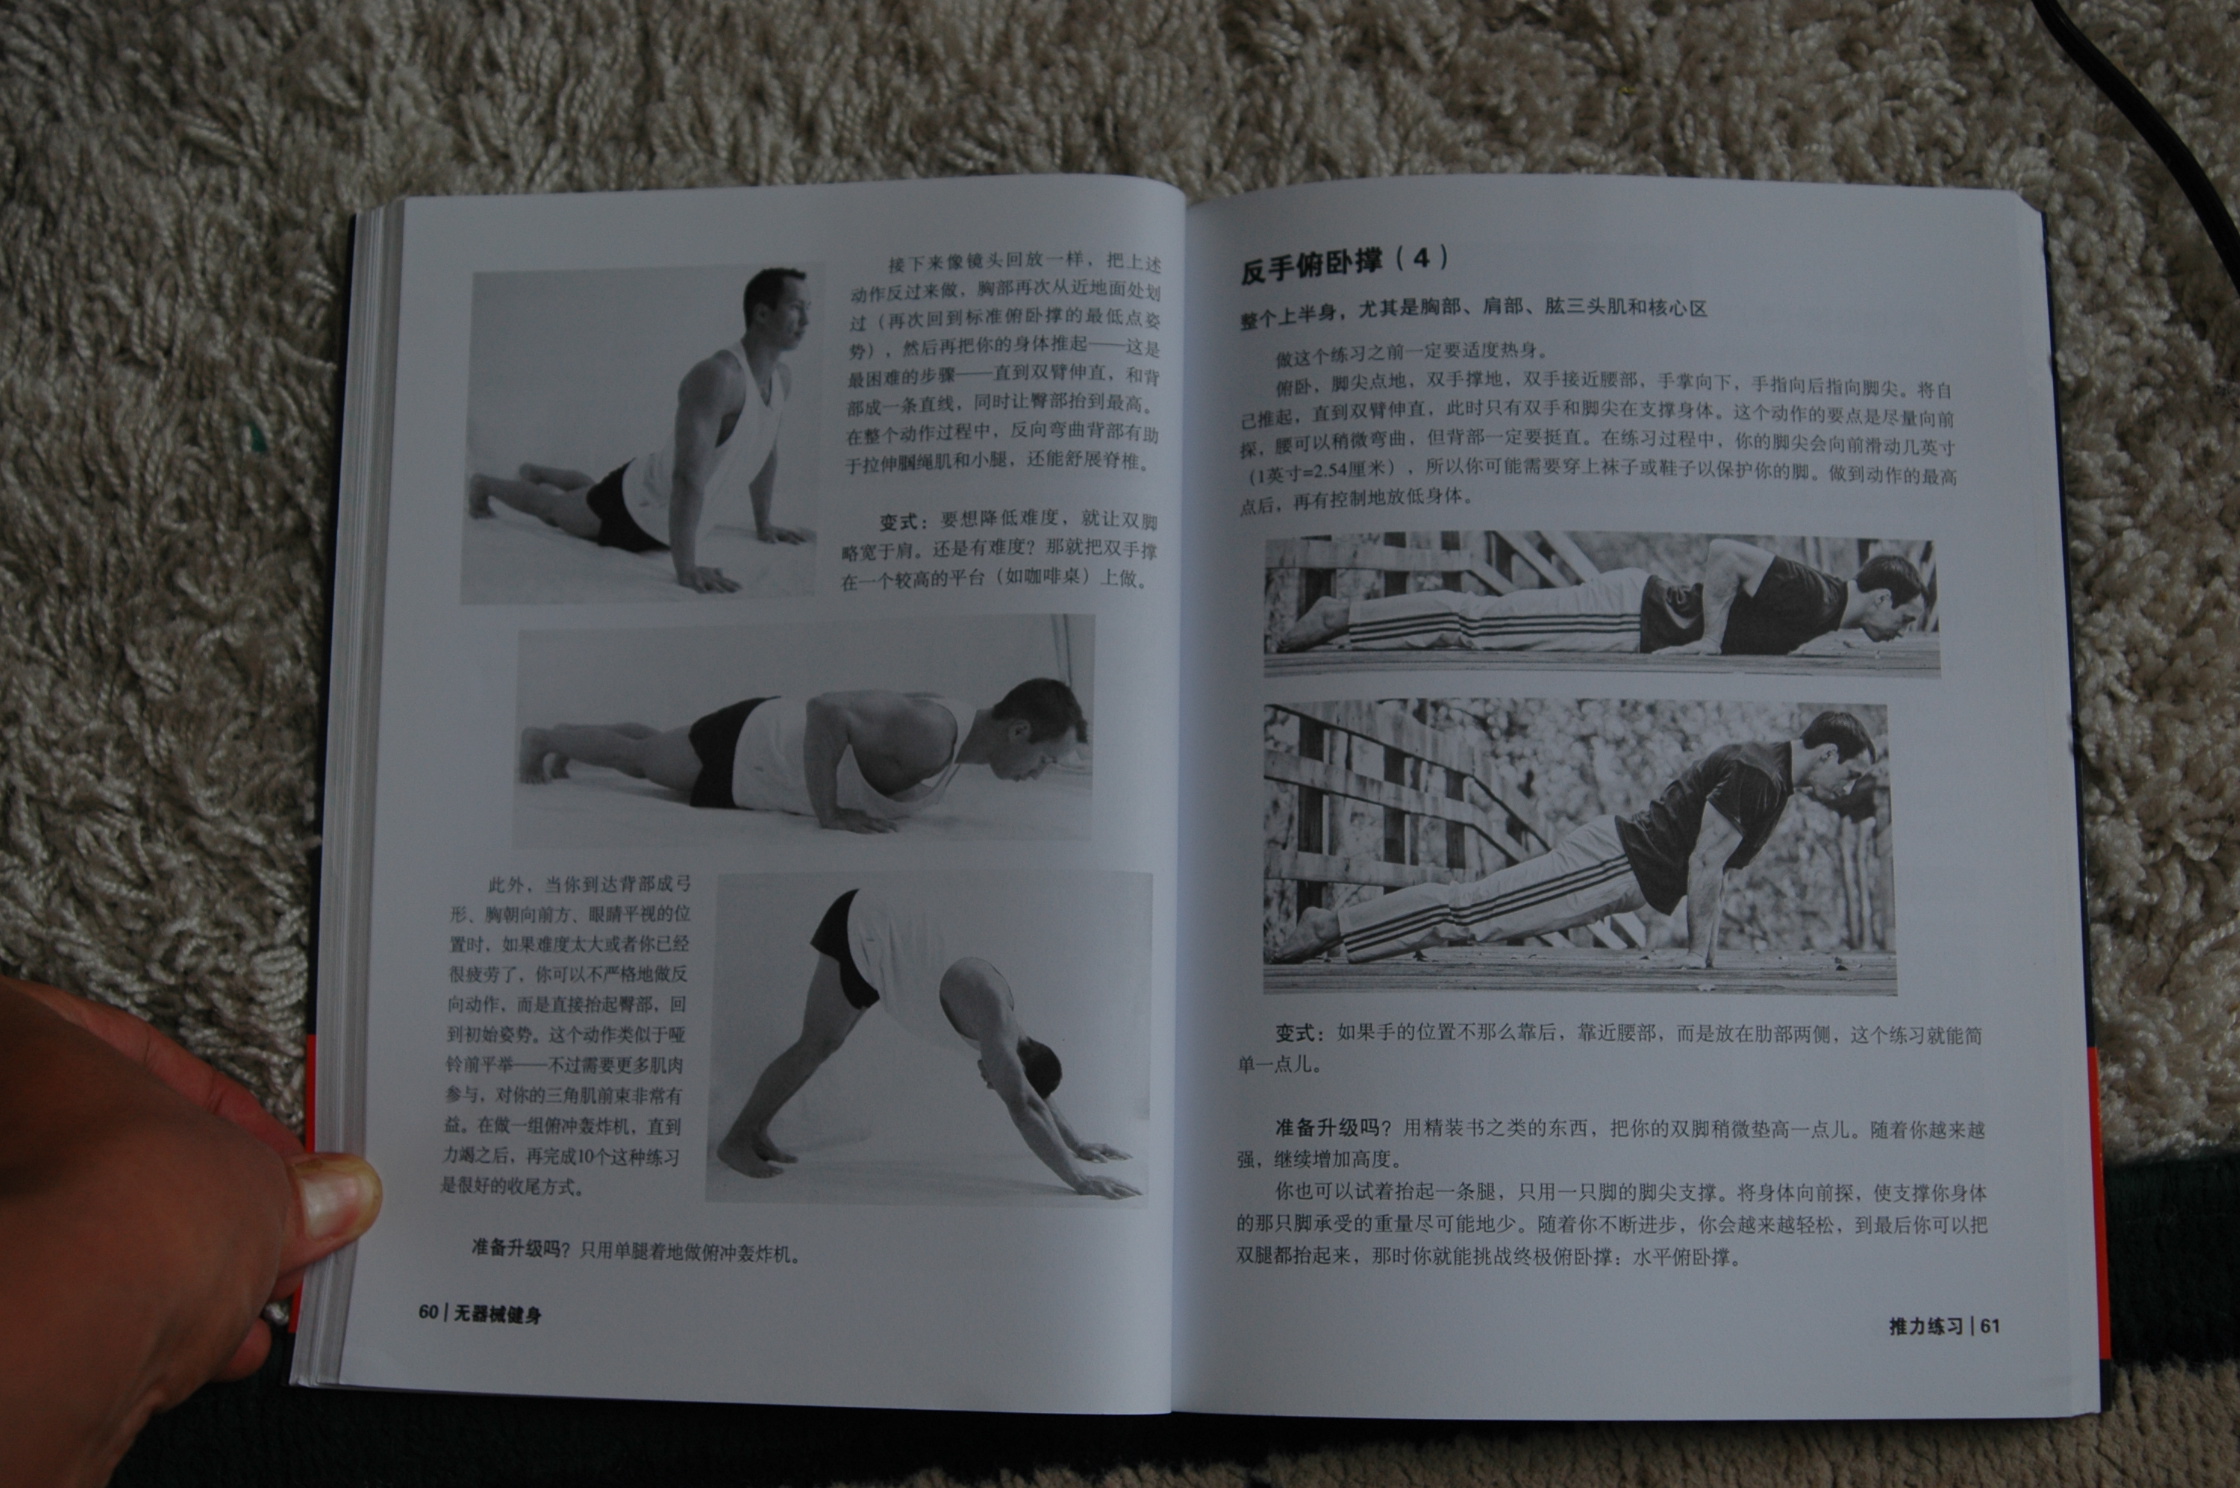 接下来像镜头回放一样，把上述
动作反过来做，胸部再次从近地面处划
过（再次回到标准俯卧撑的最低点姿
势），然后再把你的身体推起——这是
最困难的步骤——直到双臂伸直，和背
部成一条直线，同时让臀部抬到最高。
在整个动作过程中，反向弯曲背部有助
于拉伸腘绳肌和小腿，还能舒展脊椎。
变式：要想降低难度，就让双脚
略宽于肩。还是有难度？那就把双手撑
在一个较高的平台（如咖啡桌）上做。
此外，当你到达背部成弓
形、胸朝向前方、眼睛平视的位
置时，如果难度太大或者你已经
很疲劳了，你可以不严格地做反
向动作，而是直接抬起臀部，回
到初始姿势。这个动作类似于哑
铃前平举——不过需要更多肌肉
参与，对你的三角肌前束非常有
益。在做一组俯冲轰炸机，直到
力竭之后，再完成10个这种练习
是很好的收尾方式。
准备升级吗？只用单腿着地做俯冲轰炸机。
60 | 无器械健身
反手俯卧撑（4）
整个上半身，尤其是胸部、肩部、肱三头肌和核心区
做这个练习之前一定要适度热身。
俯卧，脚尖点地，双手撑地，双手接近腰部，手掌向下，手指向后指向脚尖。将自
己推起，直到双臂伸直，此时只有双手和脚尖在支撑身体。这个动作的要点是尽量向前
探，腰可以稍微弯曲，但背部一定要挺直。在练习过程中，你的脚尖会向前滑动几英寸
（1英寸=2.54厘米），所以你可能需要穿上袜子或鞋子以保护你的脚。做到动作的最高
点后，再有控制地放低身体。
变式：如果手的位置不那么靠后，靠近腰部，而是放在肋部两侧，这个练习就能简
单一点儿。
准备升级吗？用精装书之类的东西，把你的双脚稍微垫高一点儿。随着你越来越
强，继续增加高度。
你也可以试着抬起一条腿，只用一只脚的脚尖支撑。将身体向前探，使支撑你身体
的那只脚承受的重量尽可能地少。随着你不断进步，你会越来越轻松，到最后你可以把
双腿都抬起来，那时你就能挑战终极俯卧撑：水平俯卧撑。
推力练习 | 61